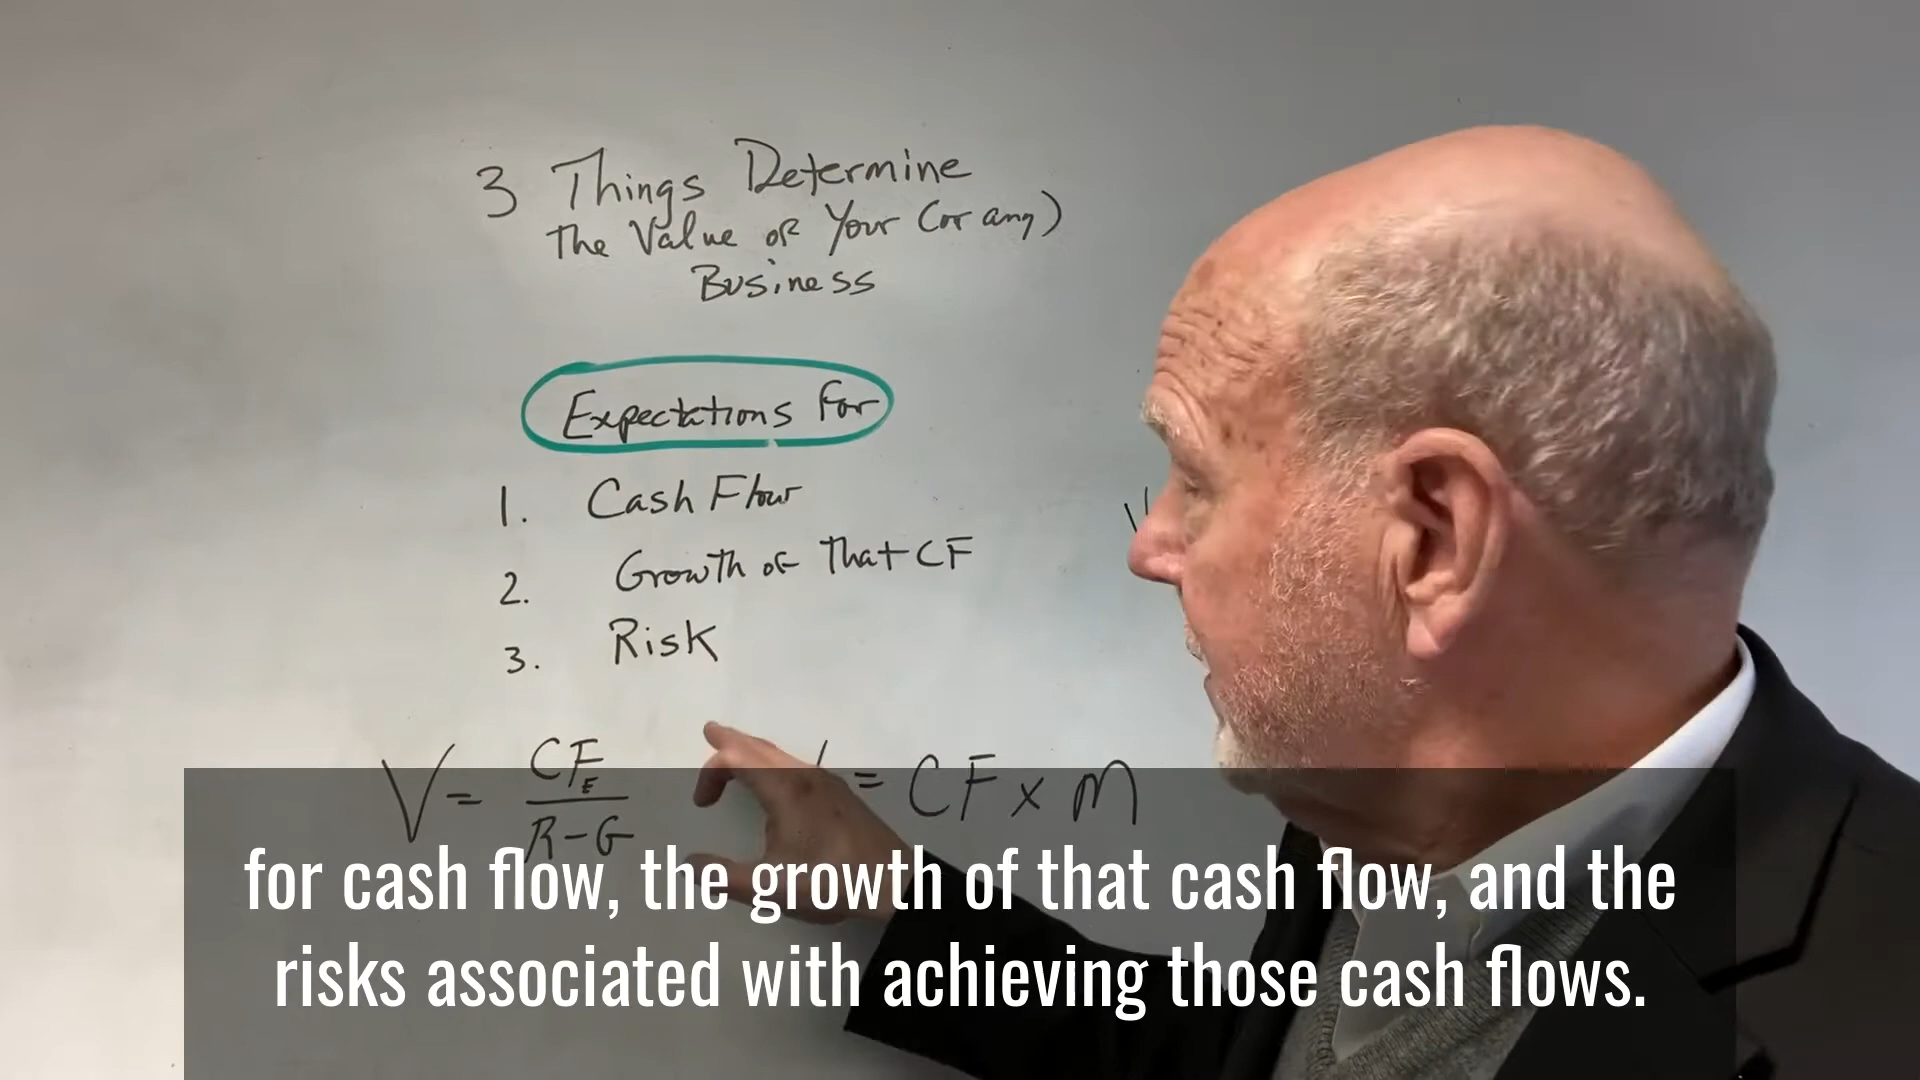 3 Things Determine
The Value of Your (or any)
Business
Expectations For
1. Cash Flow
2. Growth of That CF
3. Risk
V = CF_E / R-G
= CF x M
for cash flow, the growth of that cash flow, and the
risks associated with achieving those cash flows.